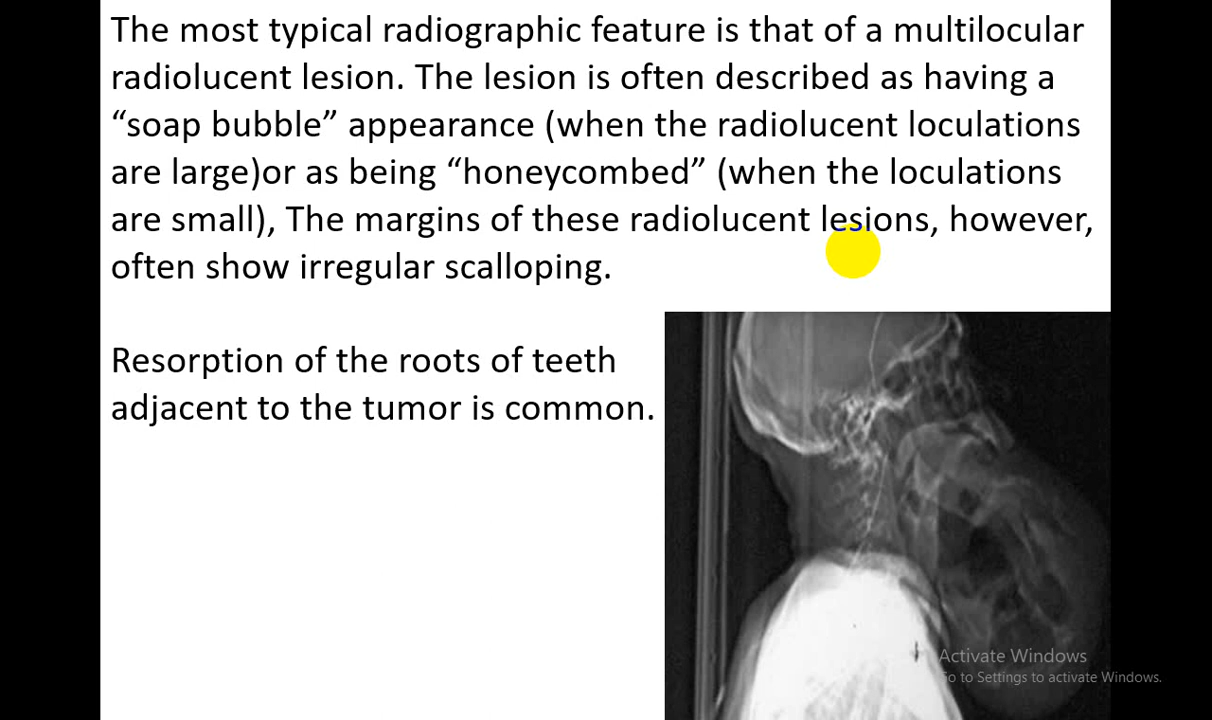 The most typical radiographic feature is that of a multilocular
radiolucent lesion. The lesion is often described as having a
“soap bubble” appearance (when the radiolucent loculations
are large)or as being “honeycombed” (when the loculations
are small), The margins of these radiolucent lesions, however,
often show irregular scalloping.
Resorption of the roots of teeth
adjacent to the tumor is common.
Activate Windows
Go to Settings to activate Windows.